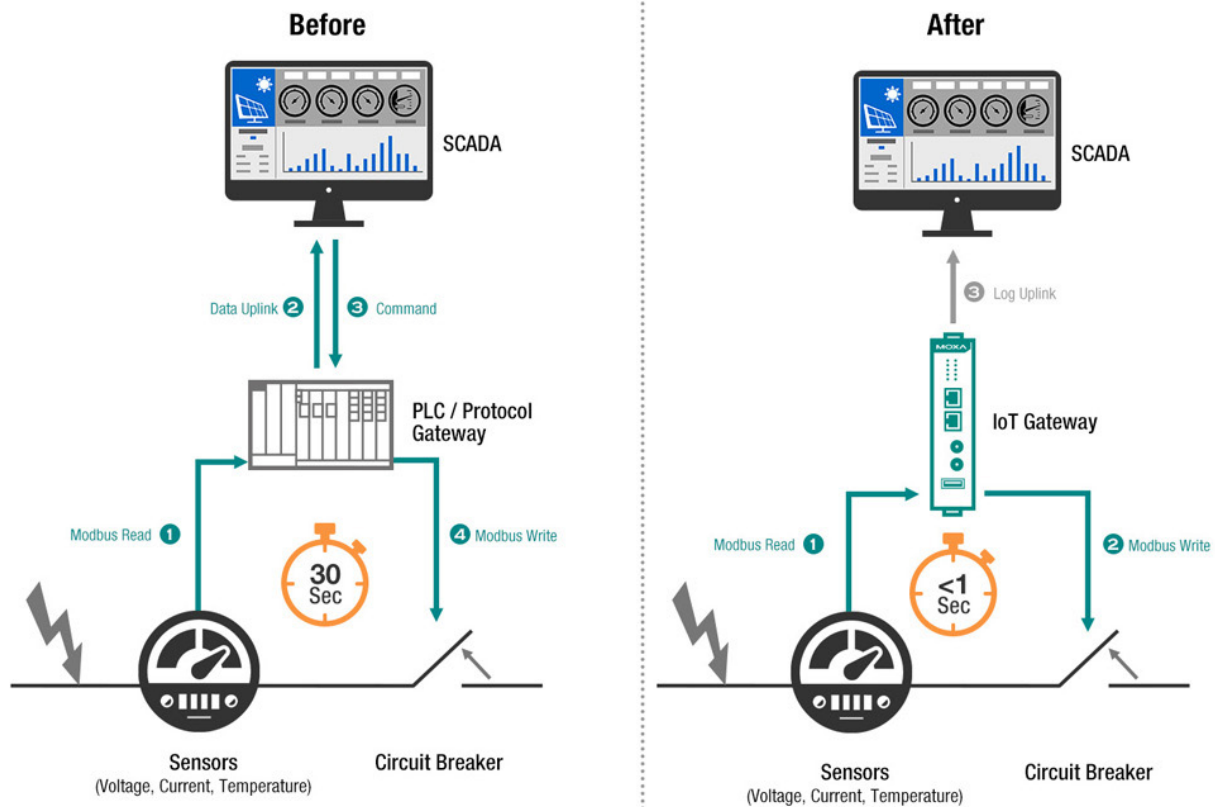 Before
SCADA
Data Uplink 2
3 Command
PLC / Protocol
Gateway
Modbus Read 1
4 Modbus Write
30
Sec
Sensors
(Voltage, Current, Temperature)
Circuit Breaker
After
SCADA
3 Log Uplink
MOXA
IoT Gateway
Modbus Read 1
2 Modbus Write
<1
Sec
Sensors
(Voltage, Current, Temperature)
Circuit Breaker